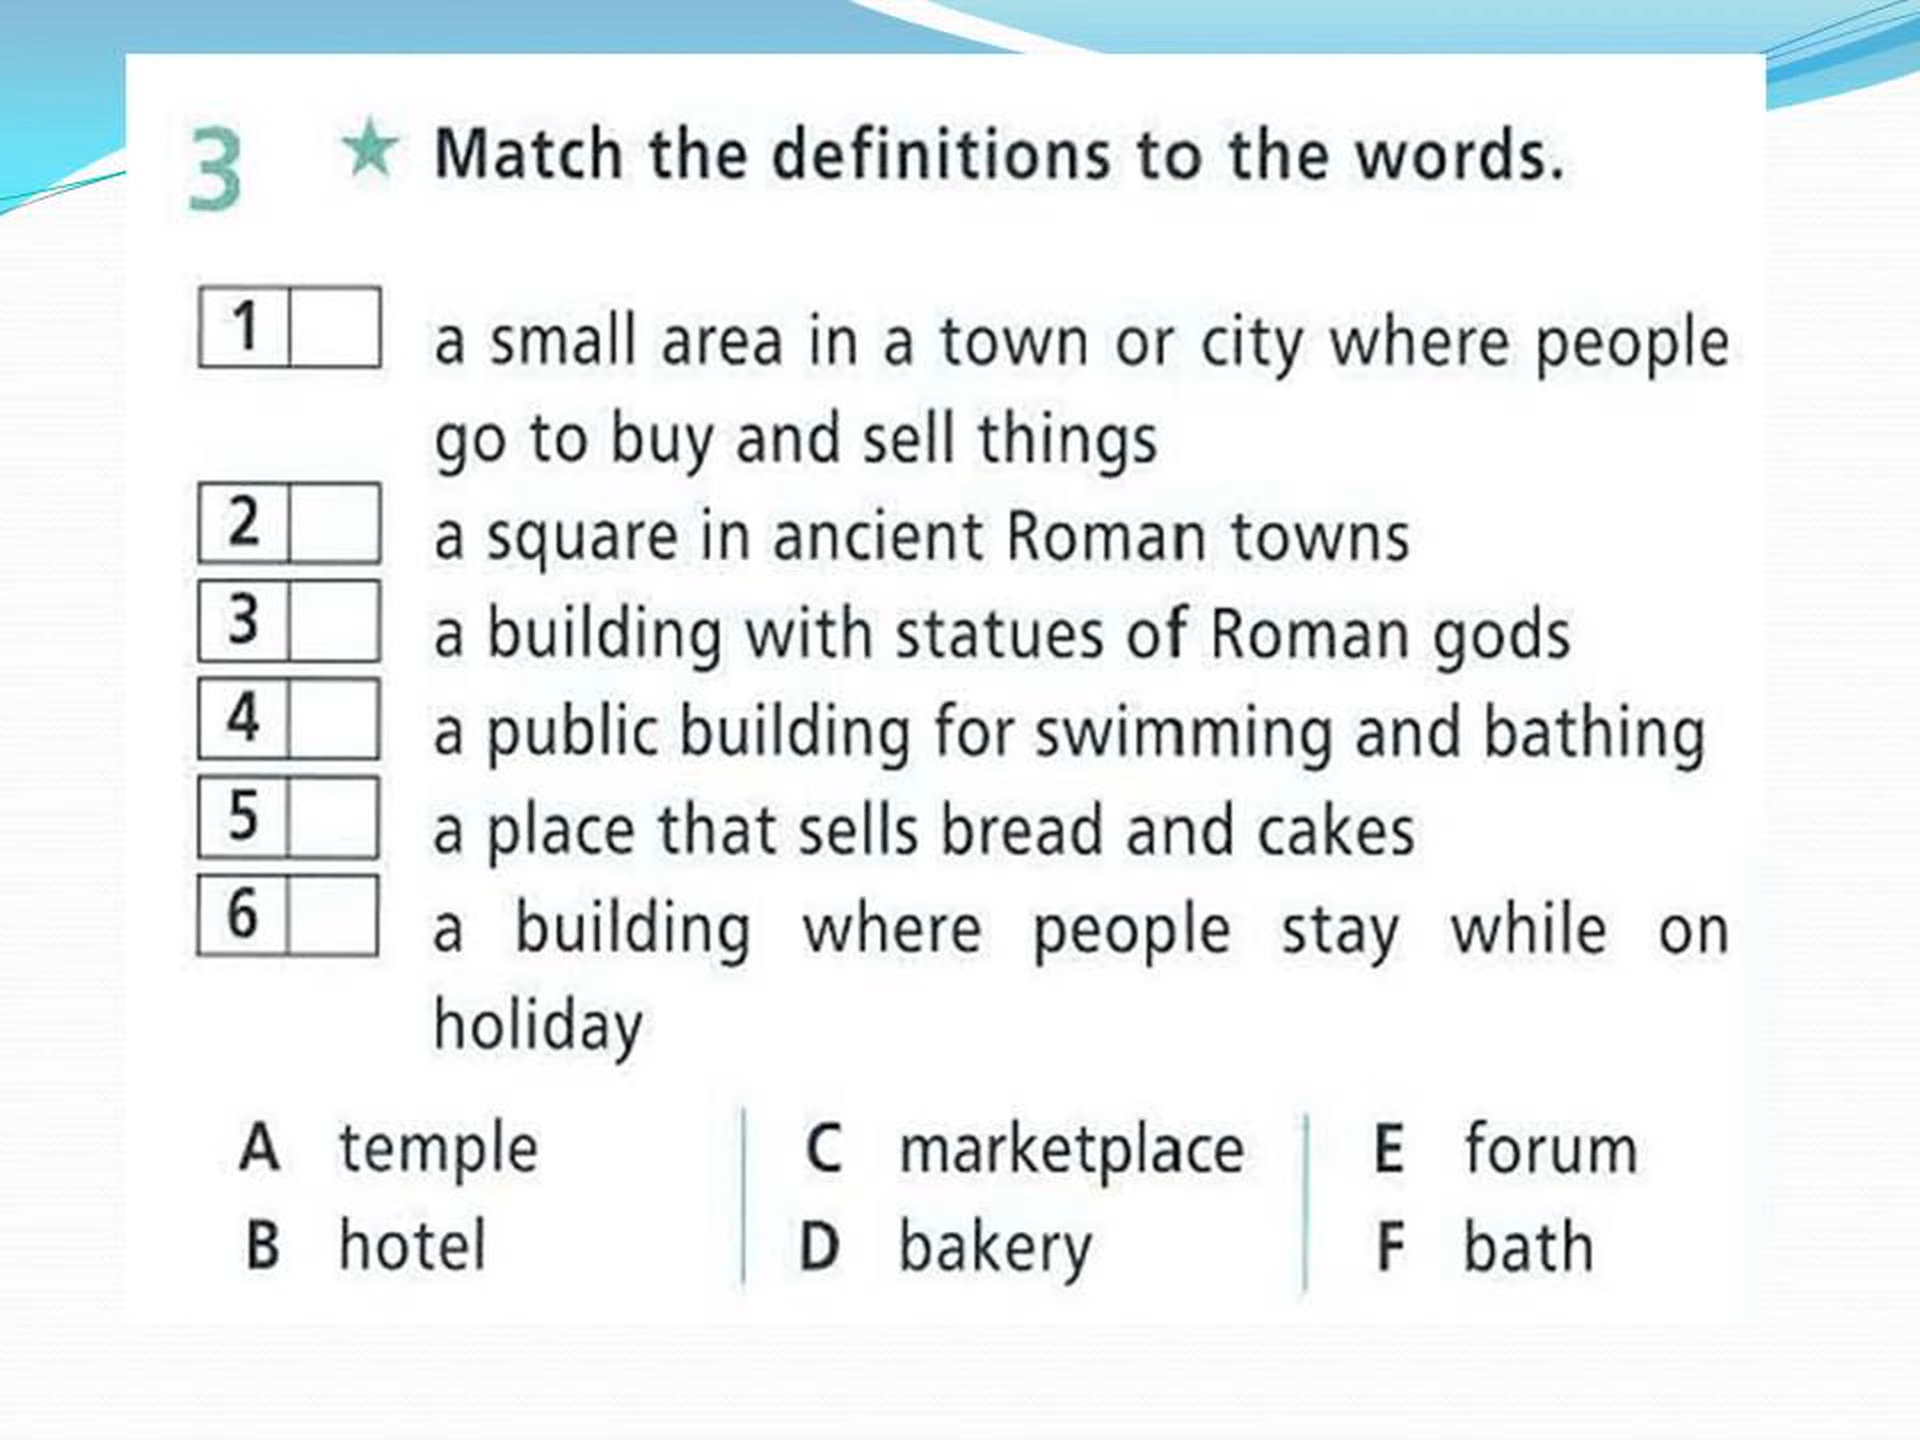 3 ★ Match the definitions to the words.
1 a small area in a town or city where people
go to buy and sell things
2 a square in ancient Roman towns
3 a building with statues of Roman gods
4 a public building for swimming and bathing
5 a place that sells bread and cakes
6 a building where people stay while on
holiday
A temple C marketplace E forum
B hotel D bakery F bath